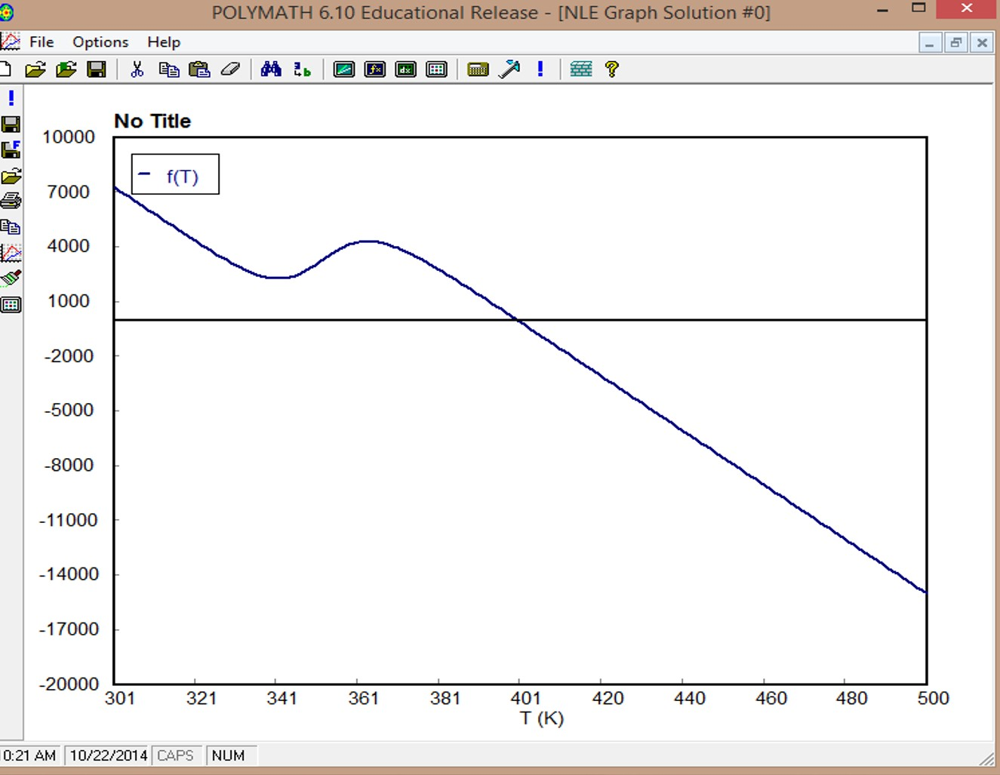 POLYMATH 6.10 Educational Release - [NLE Graph Solution #0]
File Options Help
No Title
f(T)
10000
7000
4000
1000
-2000
-5000
-8000
-11000
-14000
-17000
-20000
301 321 341 361 381 401 420 440 460 480 500
T (K)
0:21 AM 10/22/2014 CAPS NUM